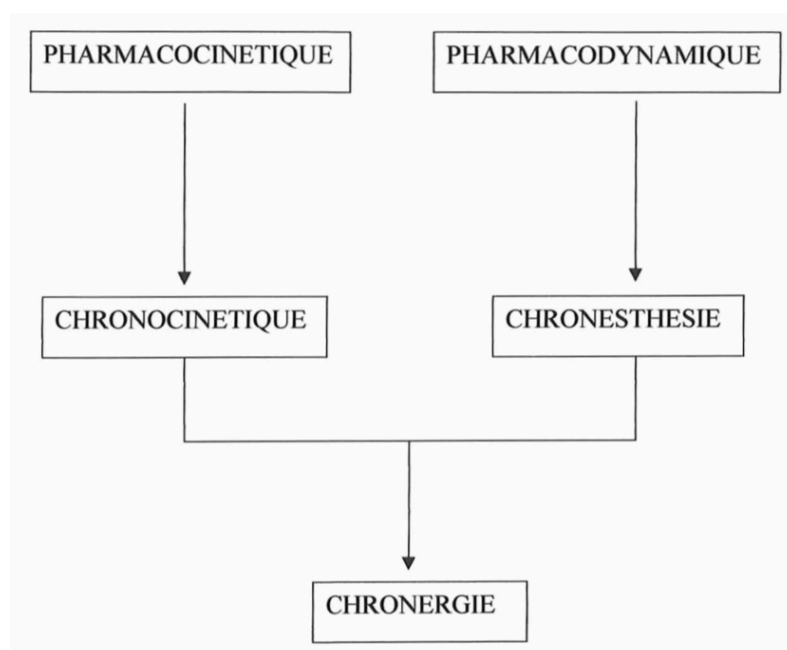 PHARMACOCINETIQUE
PHARMACODYNAMIQUE
CHRONOCINETIQUE
CHRONESTHESIE
CHRONERGIE